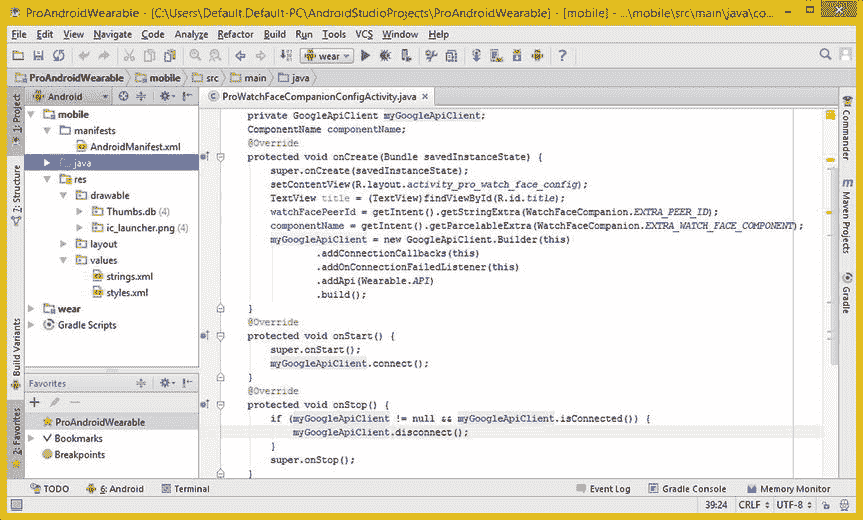 ProAndroidWearable - [C:\Users\Default.Default-PC\AndroidStudioProjects\ProAndroidWearable] - [mobile] - ...\mobile\src\main\java\co...
File Edit View Navigate Code Analyze Refactor Build Run Tools VCS Window Help
wear
ProAndroidWearable mobile src main java
1: Project
7: Structure
Build Variants
2: Favorites
Android
mobile
manifests
AndroidManifest.xml
java
res
drawable
Thumbs.db (4)
ic_launcher.png (4)
layout
values
strings.xml
styles.xml
wear
Gradle Scripts
Favorites
ProAndroidWearable
Bookmarks
Breakpoints
ProWatchFaceCompanionConfigActivity.java
private GoogleApiClient myGoogleApiClient;
ComponentName componentName;
@Override
protected void onCreate(Bundle savedInstanceState) {
super.onCreate(savedInstanceState);
setContentView(R.layout.activity_pro_watch_face_config);
TextView title = (TextView)findViewById(R.id.title);
watchFacePeerId = getIntent().getStringExtra(WatchFaceCompanion.EXTRA_PEER_ID);
componentName = getIntent().getParcelableExtra(WatchFaceCompanion.EXTRA_WATCH_FACE_COMPONENT);
myGoogleApiClient = new GoogleApiClient.Builder(this)
.addConnectionCallbacks(this)
.addOnConnectionFailedListener(this)
.addApi(Wearable.API)
.build();
}
@Override
protected void onStart() {
super.onStart();
myGoogleApiClient.connect();
}
@Override
protected void onStop() {
if (myGoogleApiClient != null && myGoogleApiClient.isConnected()) {
myGoogleApiClient.disconnect();
}
super.onStop();
}
Commander
Maven Projects
Gradle
TODO 6: Android Terminal Event Log Gradle Console Memory Monitor
39:24 CRLF UTF-8